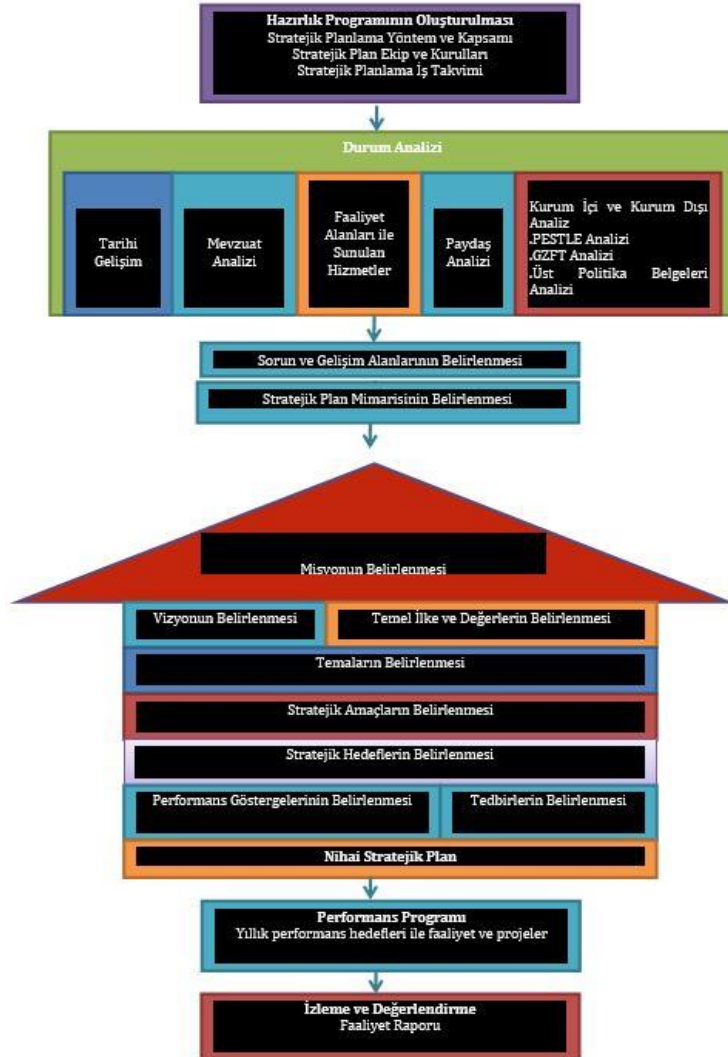 Hazırlık Programının Oluşturulması
Stratejik Planlama Yöntem ve Kapsamı
Stratejik Plan Ekip ve Kurulları
Stratejik Planlama İş Takvimi
Durum Analizi
Tarihi
Gelişim
Mevzuat
Analizi
Faaliyet
Alanları ile
Sunulan
Hizmetler
Paydaş
Analizi
Kurum İçi ve Kurum Dışı
Analiz
.PESTLE Analizi
.GZFT Analizi
.Üst Politika Belgeleri
Analizi
Sorun ve Gelişim Alanlarının Belirlenmesi
Stratejik Plan Mimarisinin Belirlenmesi
Misyonun Belirlenmesi
Vizyonun Belirlenmesi
Temel İlke ve Değerlerin Belirlenmesi
Temaların Belirlenmesi
Stratejik Amaçların Belirlenmesi
Stratejik Hedeflerin Belirlenmesi
Performans Göstergelerinin Belirlenmesi
Tedbirlerin Belirlenmesi
Nihai Stratejik Plan
Performans Programı
Yıllık performans hedefleri ile faaliyet ve projeler
İzleme ve Değerlendirme
Faaliyet Raporu